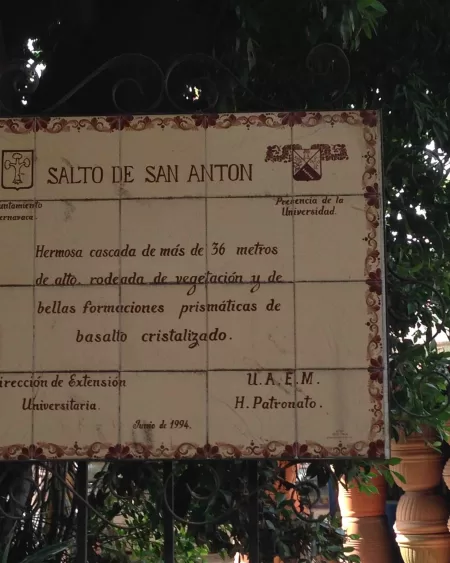 SALTO DE SAN ANTON
Presencia de la
Universidad.
Hermosa cascada de más de 36 metros
de alto, rodeada de vegetación y de
bellas formaciones prismáticas de
basalto cristalizado.
Extensión
Universitaria.
U.A.E.M.
H. Patronato.
Junio de 1994.